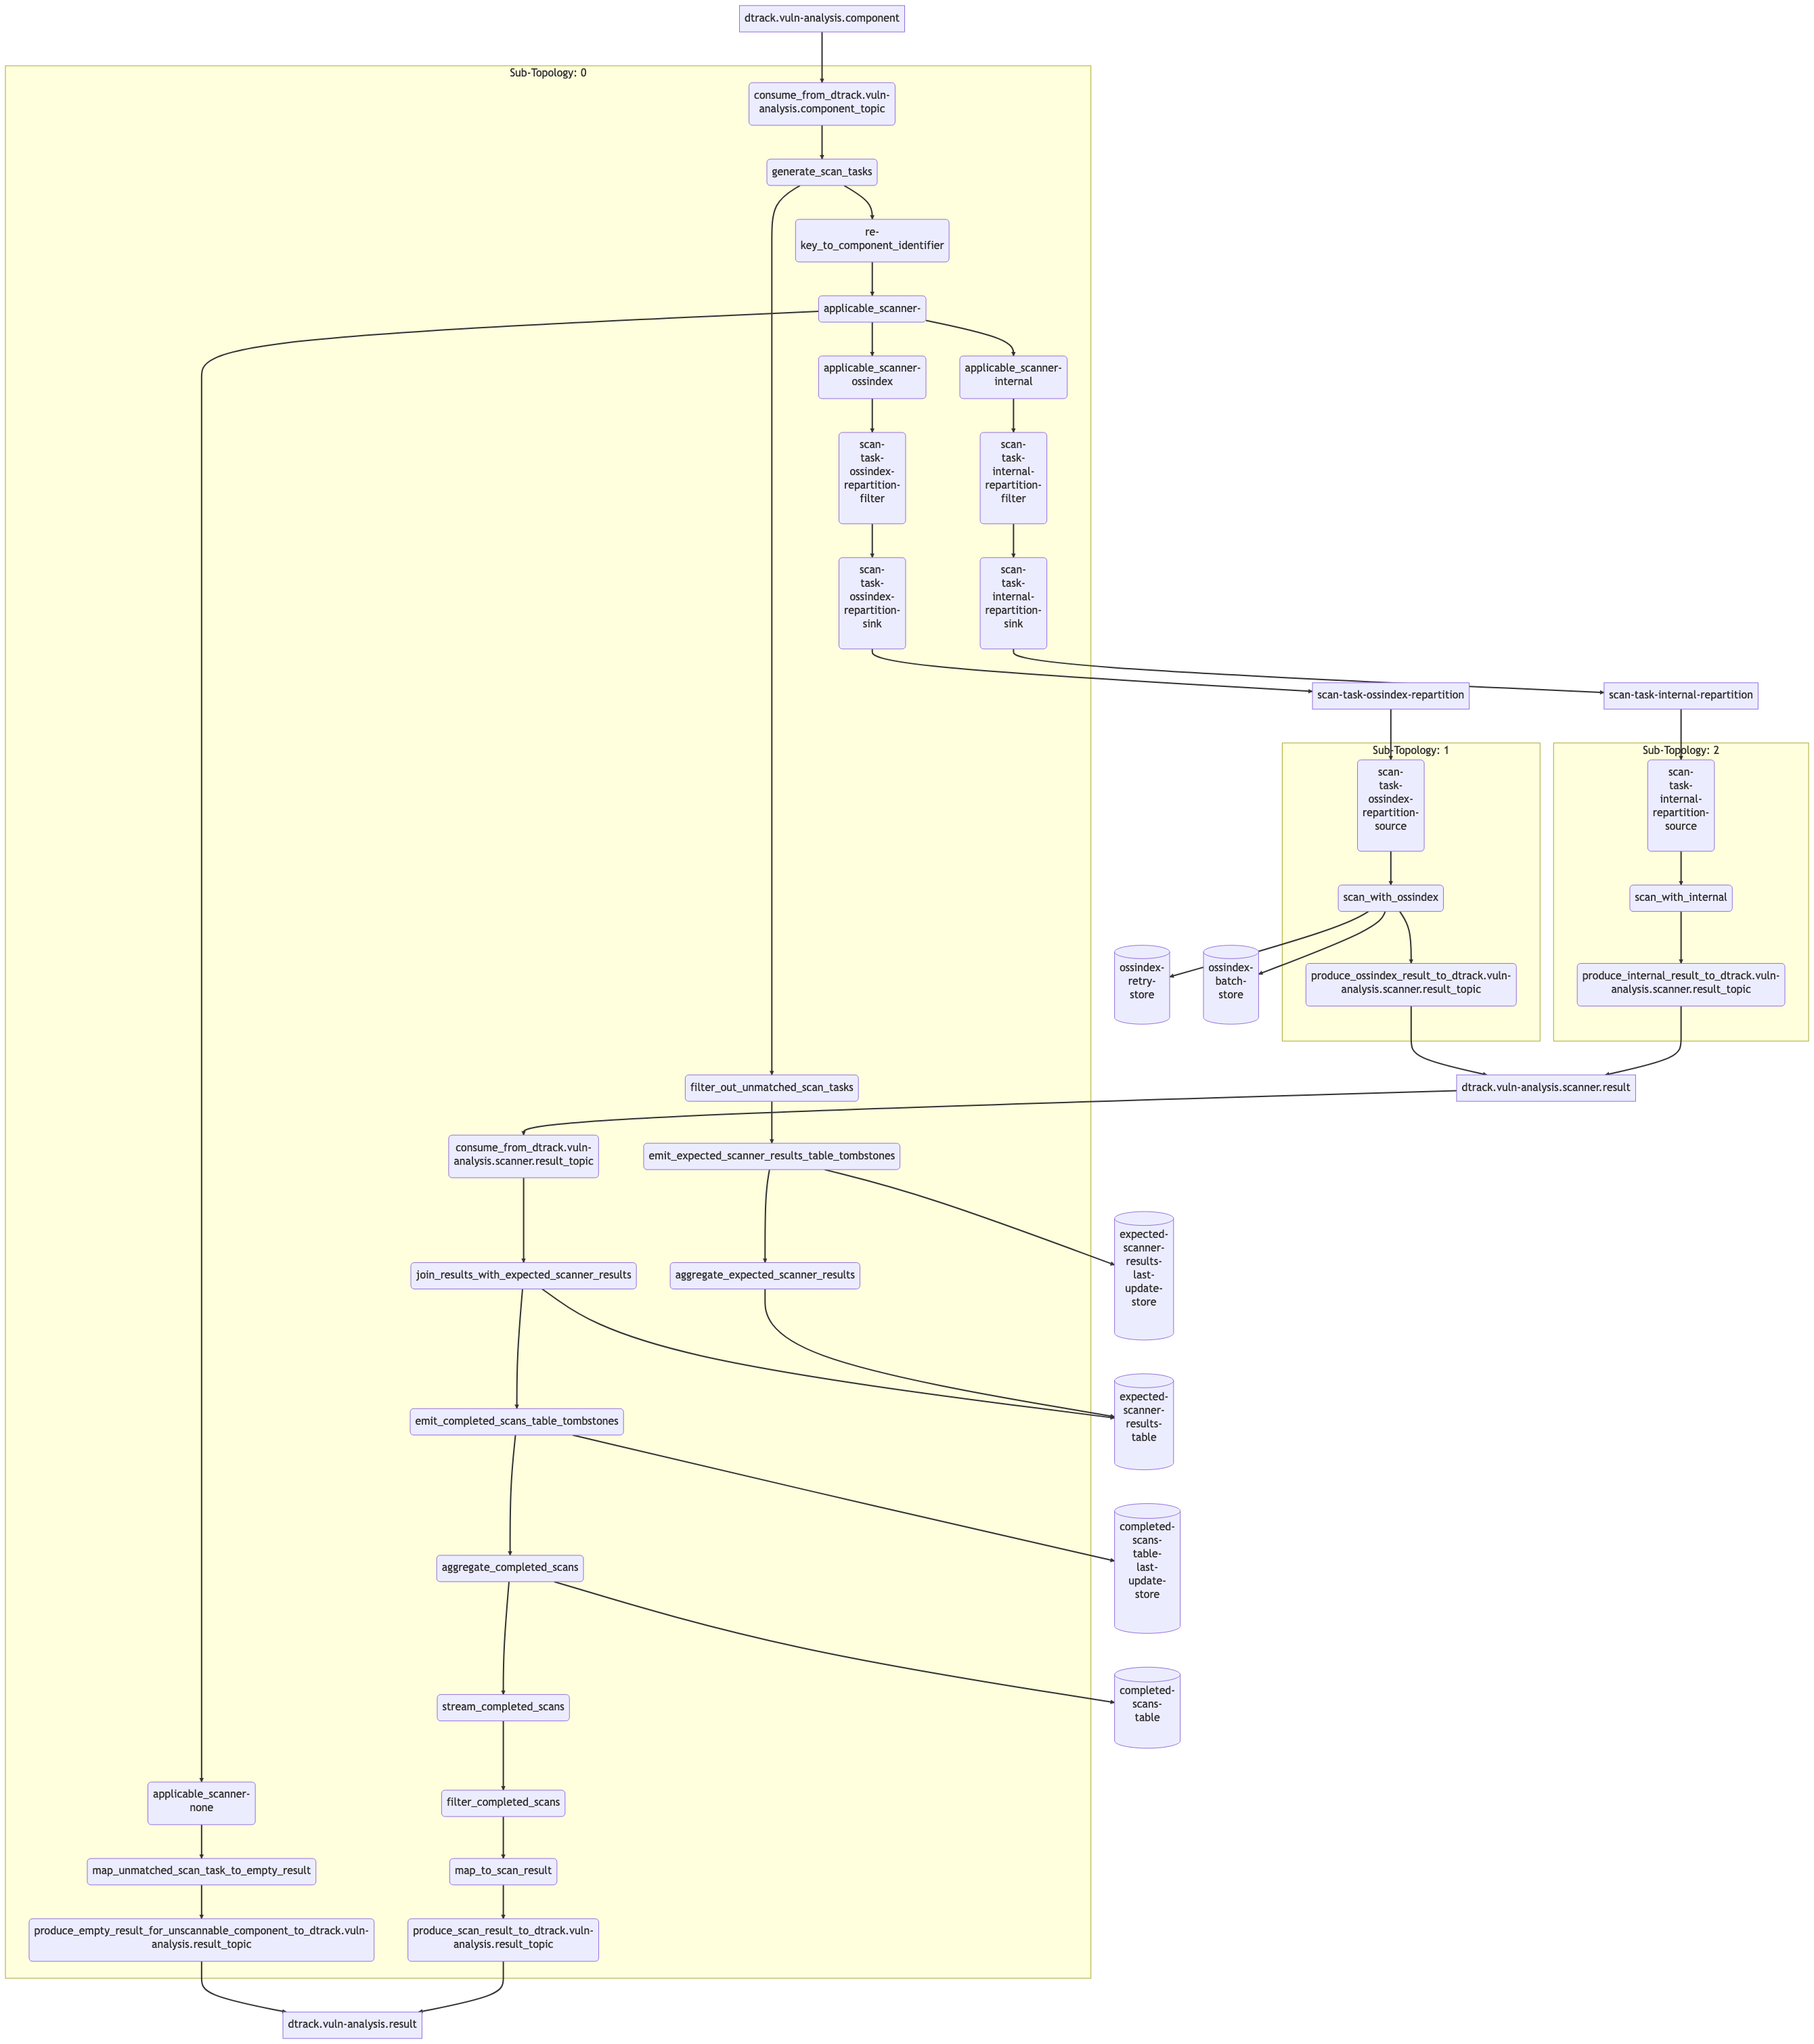 dtrack.vuln-analysis.component
Sub-Topology: 0
consume_from_dtrack.vuln-
analysis.component_topic
generate_scan_tasks
re-
key_to_component_identifier
applicable_scanner-
applicable_scanner-
ossindex
applicable_scanner-
internal
scan-
task-
ossindex-
repartition-
filter
scan-
task-
internal-
repartition-
filter
scan-
task-
ossindex-
repartition-
sink
scan-
task-
internal-
repartition-
sink
scan-task-ossindex-repartition
scan-task-internal-repartition
Sub-Topology: 1
Sub-Topology: 2
scan-
task-
ossindex-
repartition-
source
scan-
task-
internal-
repartition-
source
scan_with_ossindex
scan_with_internal
ossindex-
retry-
store
ossindex-
batch-
store
produce_ossindex_result_to_dtrack.vuln-
analysis.scanner.result_topic
produce_internal_result_to_dtrack.vuln-
analysis.scanner.result_topic
filter_out_unmatched_scan_tasks
dtrack.vuln-analysis.scanner.result
consume_from_dtrack.vuln-
analysis.scanner.result_topic
emit_expected_scanner_results_table_tombstones
expected-
scanner-
results-
last-
update-
store
join_results_with_expected_scanner_results
aggregate_expected_scanner_results
expected-
scanner-
results-
table
emit_completed_scans_table_tombstones
completed-
scans-
table-
last-
update-
store
aggregate_completed_scans
completed-
scans-
table
stream_completed_scans
applicable_scanner-
none
filter_completed_scans
map_unmatched_scan_task_to_empty_result
map_to_scan_result
produce_empty_result_for_unscannable_component_to_dtrack.vuln-
analysis.result_topic
produce_scan_result_to_dtrack.vuln-
analysis.result_topic
dtrack.vuln-analysis.result